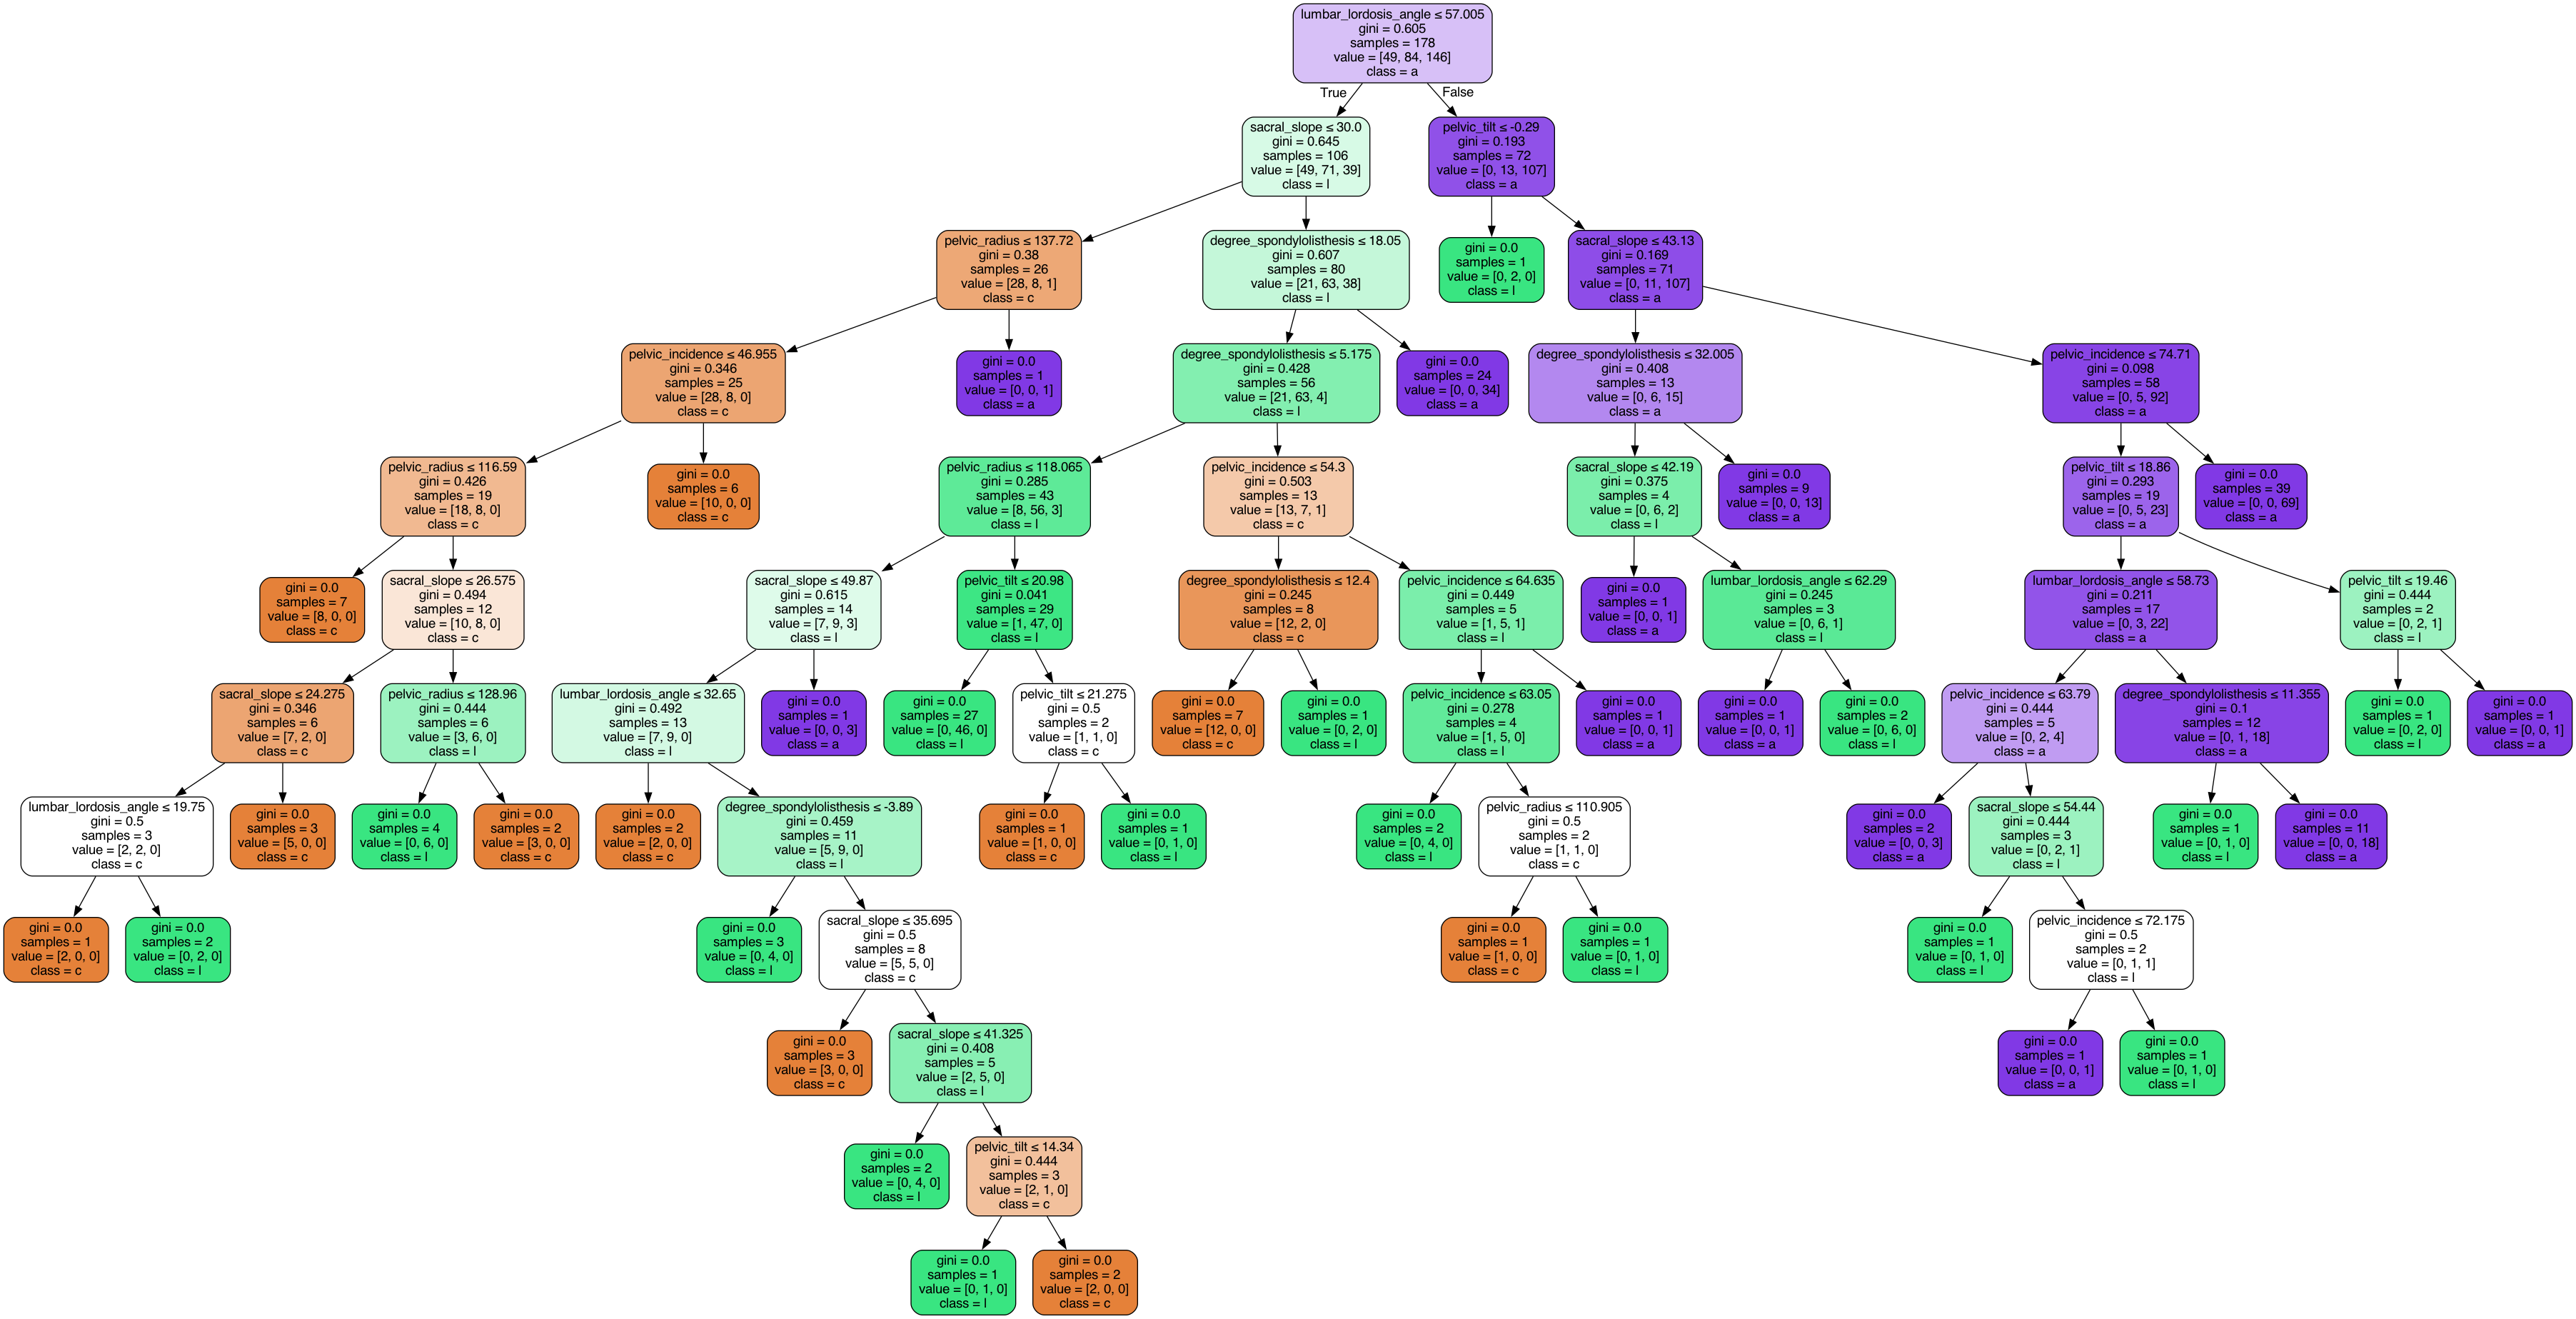 lumbar_lordosis_angle ≤ 57.005
gini = 0.605
samples = 178
value = [49, 84, 146]
class = a
True
False
sacral_slope ≤ 30.0
gini = 0.645
samples = 106
value = [49, 71, 39]
class = l
pelvic_tilt ≤ -0.29
gini = 0.193
samples = 72
value = [0, 13, 107]
class = a
pelvic_radius ≤ 137.72
gini = 0.38
samples = 26
value = [28, 8, 1]
class = c
degree_spondylolisthesis ≤ 18.05
gini = 0.607
samples = 80
value = [21, 63, 38]
class = l
gini = 0.0
samples = 1
value = [0, 2, 0]
class = l
sacral_slope ≤ 43.13
gini = 0.169
samples = 71
value = [0, 11, 107]
class = a
pelvic_incidence ≤ 46.955
gini = 0.346
samples = 25
value = [28, 8, 0]
class = c
gini = 0.0
samples = 1
value = [0, 0, 1]
class = a
degree_spondylolisthesis ≤ 5.175
gini = 0.428
samples = 56
value = [21, 63, 4]
class = l
gini = 0.0
samples = 24
value = [0, 0, 34]
class = a
degree_spondylolisthesis ≤ 32.005
gini = 0.408
samples = 13
value = [0, 6, 15]
class = a
pelvic_incidence ≤ 74.71
gini = 0.098
samples = 58
value = [0, 5, 92]
class = a
pelvic_radius ≤ 116.59
gini = 0.426
samples = 19
value = [18, 8, 0]
class = c
gini = 0.0
samples = 6
value = [10, 0, 0]
class = c
pelvic_radius ≤ 118.065
gini = 0.285
samples = 43
value = [8, 56, 3]
class = l
pelvic_incidence ≤ 54.3
gini = 0.503
samples = 13
value = [13, 7, 1]
class = c
sacral_slope ≤ 42.19
gini = 0.375
samples = 4
value = [0, 6, 2]
class = l
gini = 0.0
samples = 9
value = [0, 0, 13]
class = a
pelvic_tilt ≤ 18.86
gini = 0.293
samples = 19
value = [0, 5, 23]
class = a
gini = 0.0
samples = 39
value = [0, 0, 69]
class = a
gini = 0.0
samples = 7
value = [8, 0, 0]
class = c
sacral_slope ≤ 26.575
gini = 0.494
samples = 12
value = [10, 8, 0]
class = c
sacral_slope ≤ 49.87
gini = 0.615
samples = 14
value = [7, 9, 3]
class = l
pelvic_tilt ≤ 20.98
gini = 0.041
samples = 29
value = [1, 47, 0]
class = l
degree_spondylolisthesis ≤ 12.4
gini = 0.245
samples = 8
value = [12, 2, 0]
class = c
pelvic_incidence ≤ 64.635
gini = 0.449
samples = 5
value = [1, 5, 1]
class = l
gini = 0.0
samples = 1
value = [0, 0, 1]
class = a
lumbar_lordosis_angle ≤ 62.29
gini = 0.245
samples = 3
value = [0, 6, 1]
class = l
lumbar_lordosis_angle ≤ 58.73
gini = 0.211
samples = 17
value = [0, 3, 22]
class = a
pelvic_tilt ≤ 19.46
gini = 0.444
samples = 2
value = [0, 2, 1]
class = l
sacral_slope ≤ 24.275
gini = 0.346
samples = 6
value = [7, 2, 0]
class = c
pelvic_radius ≤ 128.96
gini = 0.444
samples = 6
value = [3, 6, 0]
class = l
lumbar_lordosis_angle ≤ 32.65
gini = 0.492
samples = 13
value = [7, 9, 0]
class = l
gini = 0.0
samples = 1
value = [0, 0, 3]
class = a
gini = 0.0
samples = 27
value = [0, 46, 0]
class = l
pelvic_tilt ≤ 21.275
gini = 0.5
samples = 2
value = [1, 1, 0]
class = c
gini = 0.0
samples = 7
value = [12, 0, 0]
class = c
gini = 0.0
samples = 1
value = [0, 2, 0]
class = l
pelvic_incidence ≤ 63.05
gini = 0.278
samples = 4
value = [1, 5, 0]
class = l
gini = 0.0
samples = 1
value = [0, 0, 1]
class = a
gini = 0.0
samples = 1
value = [0, 0, 1]
class = a
gini = 0.0
samples = 2
value = [0, 6, 0]
class = l
pelvic_incidence ≤ 63.79
gini = 0.444
samples = 5
value = [0, 2, 4]
class = a
degree_spondylolisthesis ≤ 11.355
gini = 0.1
samples = 12
value = [0, 1, 18]
class = a
gini = 0.0
samples = 1
value = [0, 2, 0]
class = l
gini = 0.0
samples = 1
value = [0, 0, 1]
class = a
lumbar_lordosis_angle ≤ 19.75
gini = 0.5
samples = 3
value = [2, 2, 0]
class = c
gini = 0.0
samples = 3
value = [5, 0, 0]
class = c
gini = 0.0
samples = 4
value = [0, 6, 0]
class = l
gini = 0.0
samples = 2
value = [3, 0, 0]
class = c
gini = 0.0
samples = 2
value = [2, 0, 0]
class = c
degree_spondylolisthesis ≤ -3.89
gini = 0.459
samples = 11
value = [5, 9, 0]
class = l
gini = 0.0
samples = 1
value = [1, 0, 0]
class = c
gini = 0.0
samples = 1
value = [0, 1, 0]
class = l
gini = 0.0
samples = 2
value = [0, 4, 0]
class = l
pelvic_radius ≤ 110.905
gini = 0.5
samples = 2
value = [1, 1, 0]
class = c
gini = 0.0
samples = 2
value = [0, 0, 3]
class = a
sacral_slope ≤ 54.44
gini = 0.444
samples = 3
value = [0, 2, 1]
class = l
gini = 0.0
samples = 1
value = [0, 1, 0]
class = l
gini = 0.0
samples = 11
value = [0, 0, 18]
class = a
gini = 0.0
samples = 1
value = [2, 0, 0]
class = c
gini = 0.0
samples = 2
value = [0, 2, 0]
class = l
gini = 0.0
samples = 3
value = [0, 4, 0]
class = l
sacral_slope ≤ 35.695
gini = 0.5
samples = 8
value = [5, 5, 0]
class = c
gini = 0.0
samples = 1
value = [1, 0, 0]
class = c
gini = 0.0
samples = 1
value = [0, 1, 0]
class = l
gini = 0.0
samples = 1
value = [0, 1, 0]
class = l
pelvic_incidence ≤ 72.175
gini = 0.5
samples = 2
value = [0, 1, 1]
class = l
gini = 0.0
samples = 3
value = [3, 0, 0]
class = c
sacral_slope ≤ 41.325
gini = 0.408
samples = 5
value = [2, 5, 0]
class = l
gini = 0.0
samples = 1
value = [0, 0, 1]
class = a
gini = 0.0
samples = 1
value = [0, 1, 0]
class = l
gini = 0.0
samples = 2
value = [0, 4, 0]
class = l
pelvic_tilt ≤ 14.34
gini = 0.444
samples = 3
value = [2, 1, 0]
class = c
gini = 0.0
samples = 1
value = [0, 1, 0]
class = l
gini = 0.0
samples = 2
value = [2, 0, 0]
class = c